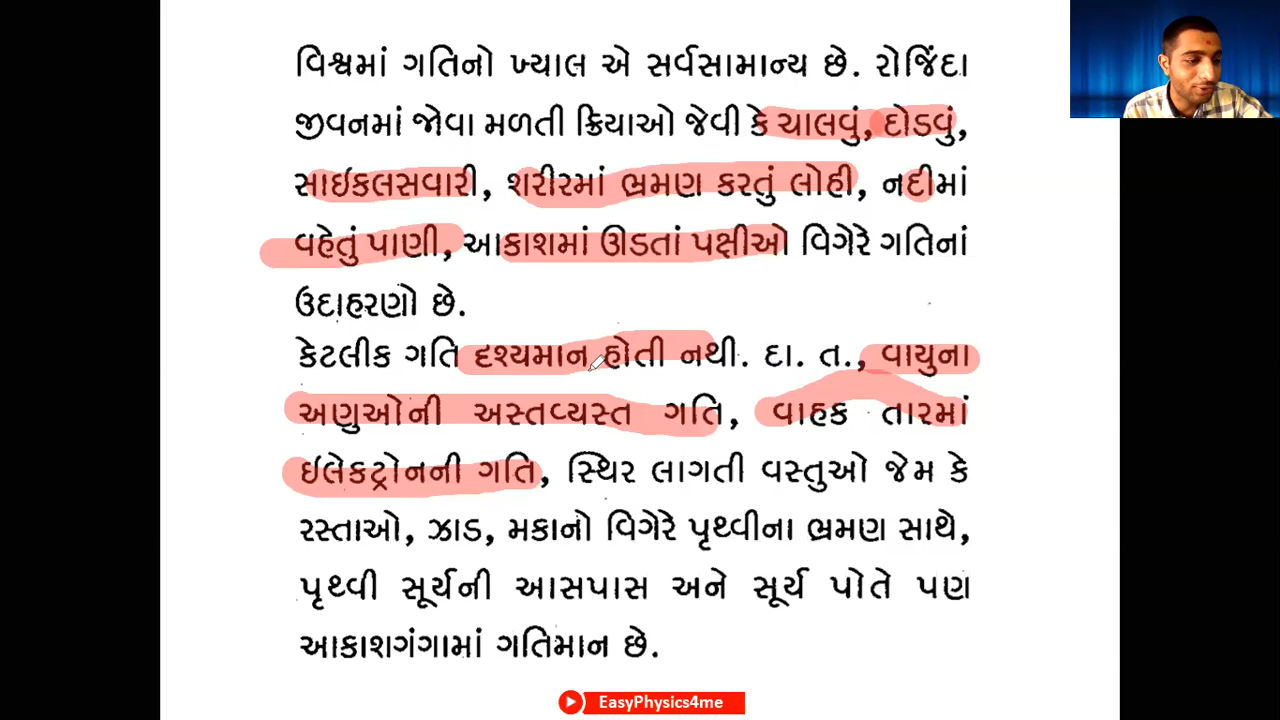 વિશ્વમાં ગતિનો ખ્યાલ એ સર્વસામાન્ય છે. રોજિંદા
જીવનમાં જોવા મળતી ક્રિયાઓ જેવી કે ચાલવું, દોડવું,
સાઇકલસવારી, શરીરમાં ભ્રમણ કરતું લોહી, નદીમાં
વહેતું પાણી, આકાશમાં ઊડતાં પક્ષીઓ વિગેરે ગતિનાં
ઉદાહરણો છે.
કેટલીક ગતિ દૃશ્યમાન હોતી નથી. દા. ત., વાયુના
અણુઓની અસ્તવ્યસ્ત ગતિ, વાહક તારમાં
ઇલેક્ટ્રોનની ગતિ, સ્થિર લાગતી વસ્તુઓ જેમ કે
રસ્તાઓ, ઝાડ, મકાનો વિગેરે પૃથ્વીના ભ્રમણ સાથે,
પૃથ્વી સૂર્યની આસપાસ અને સૂર્ય પોતે પણ
આકાશગંગામાં ગતિમાન છે.
EasyPhysics4me